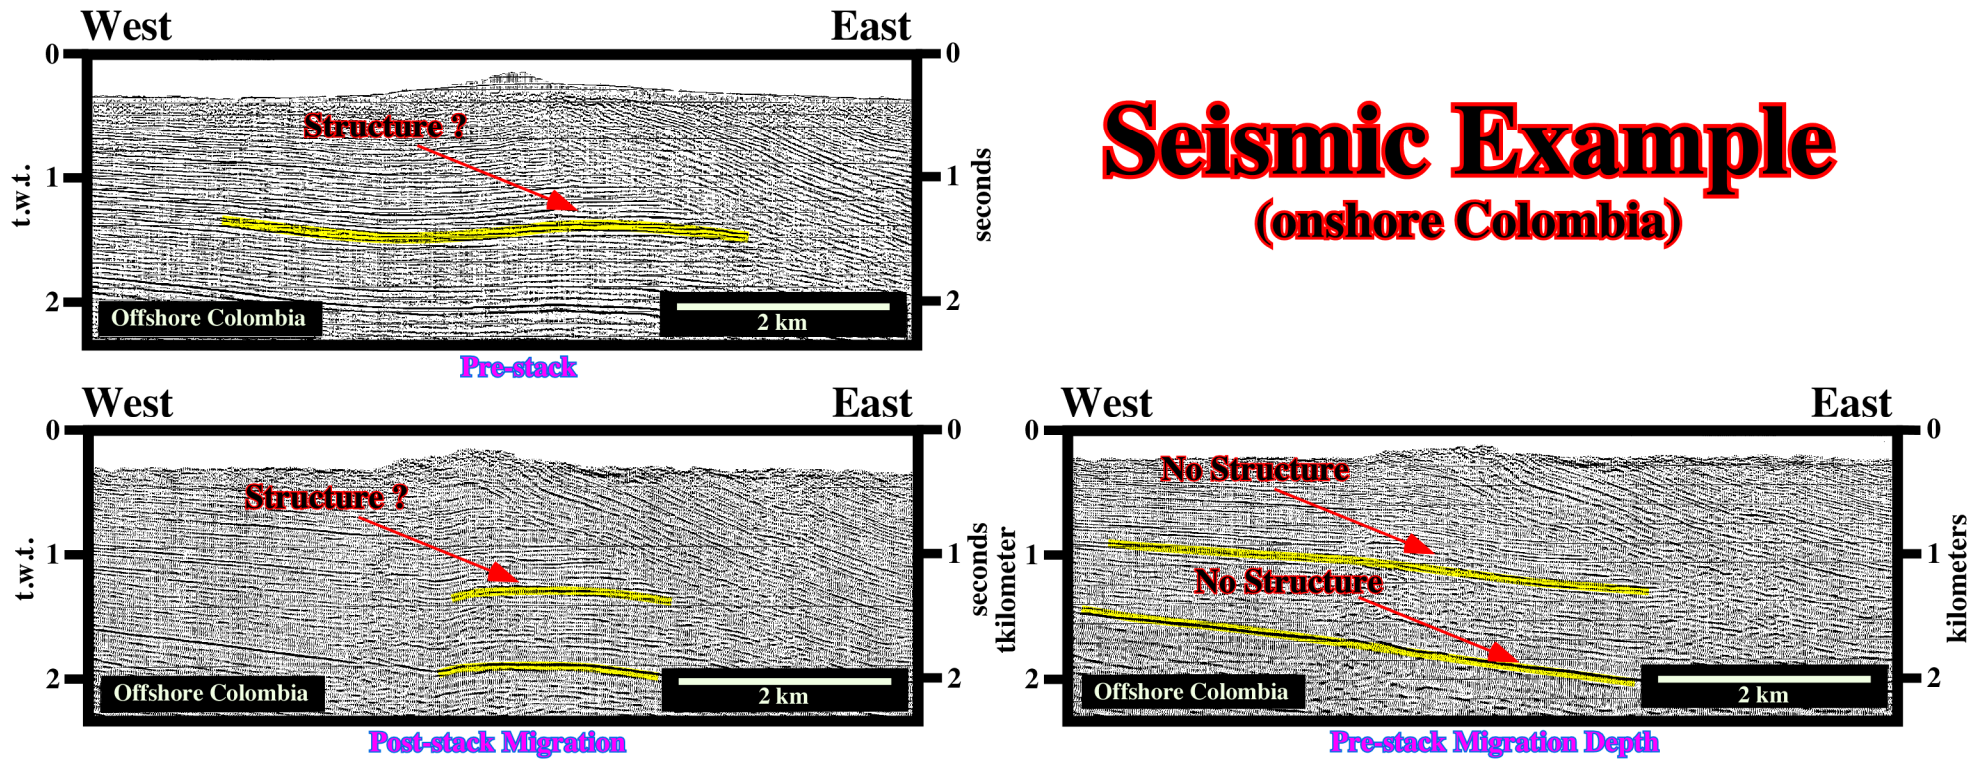 West East
0 0
Structure ?
1 1
t.w.t. seconds
2 2
Offshore Colombia 2 km
Pre-stack
Seismic Example
(onshore Colombia)
West East
0 0
Structure ?
1 1
t.w.t. seconds
2 2
Offshore Colombia 2 km
Post-stack Migration
West East
0 0
No Structure
1 1
No Structure
tkilometer kilometers
2 2
Offshore Colombia 2 km
Pre-stack Migration Depth